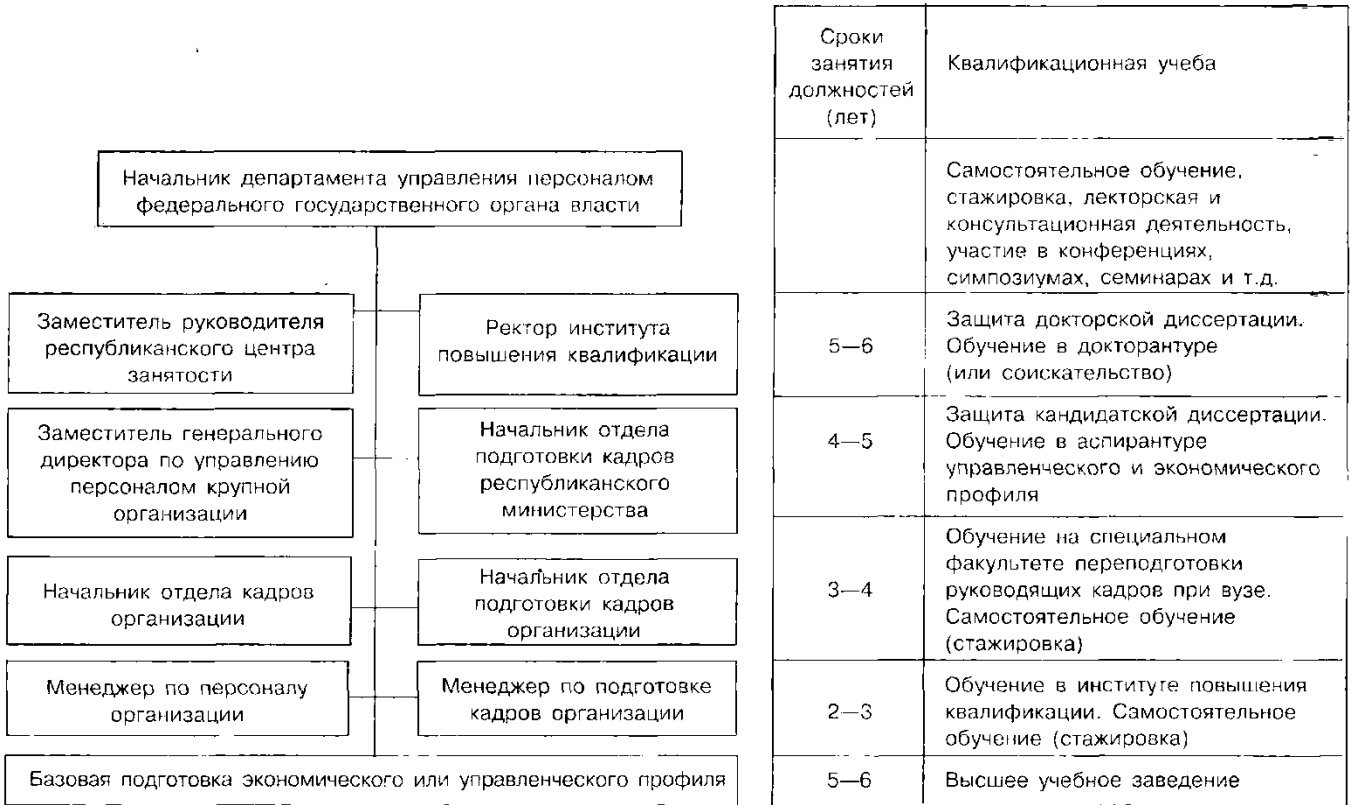 Начальник департамента управления персоналом
федерального государственного органа власти
Заместитель руководителя
республиканского центра
занятости
Ректор института
повышения квалификации
Заместитель генерального
директора по управлению
персоналом крупной
организации
Начальник отдела
подготовки кадров
республиканского
министерства
Начальник отдела кадров
организации
Начальник отдела
подготовки кадров
организации
Менеджер по персоналу
организации
Менеджер по подготовке
кадров организации
Базовая подготовка экономического или управленческого профиля
Сроки
занятия
должностей
(лет)
Квалификационная учеба
Самостоятельное обучение,
стажировка, лекторская и
консультационная деятельность,
участие в конференциях,
симпозиумах, семинарах и т.д.
5—6
Защита докторской диссертации.
Обучение в докторантуре
(или соискательство)
4—5
Защита кандидатской диссертации.
Обучение в аспирантуре
управленческого и экономического
профиля
3—4
Обучение на специальном
факультете переподготовки
руководящих кадров при вузе.
Самостоятельное обучение
(стажировка)
2—3
Обучение в институте повышения
квалификации. Самостоятельное
обучение (стажировка)
5—6
Высшее учебное заведение